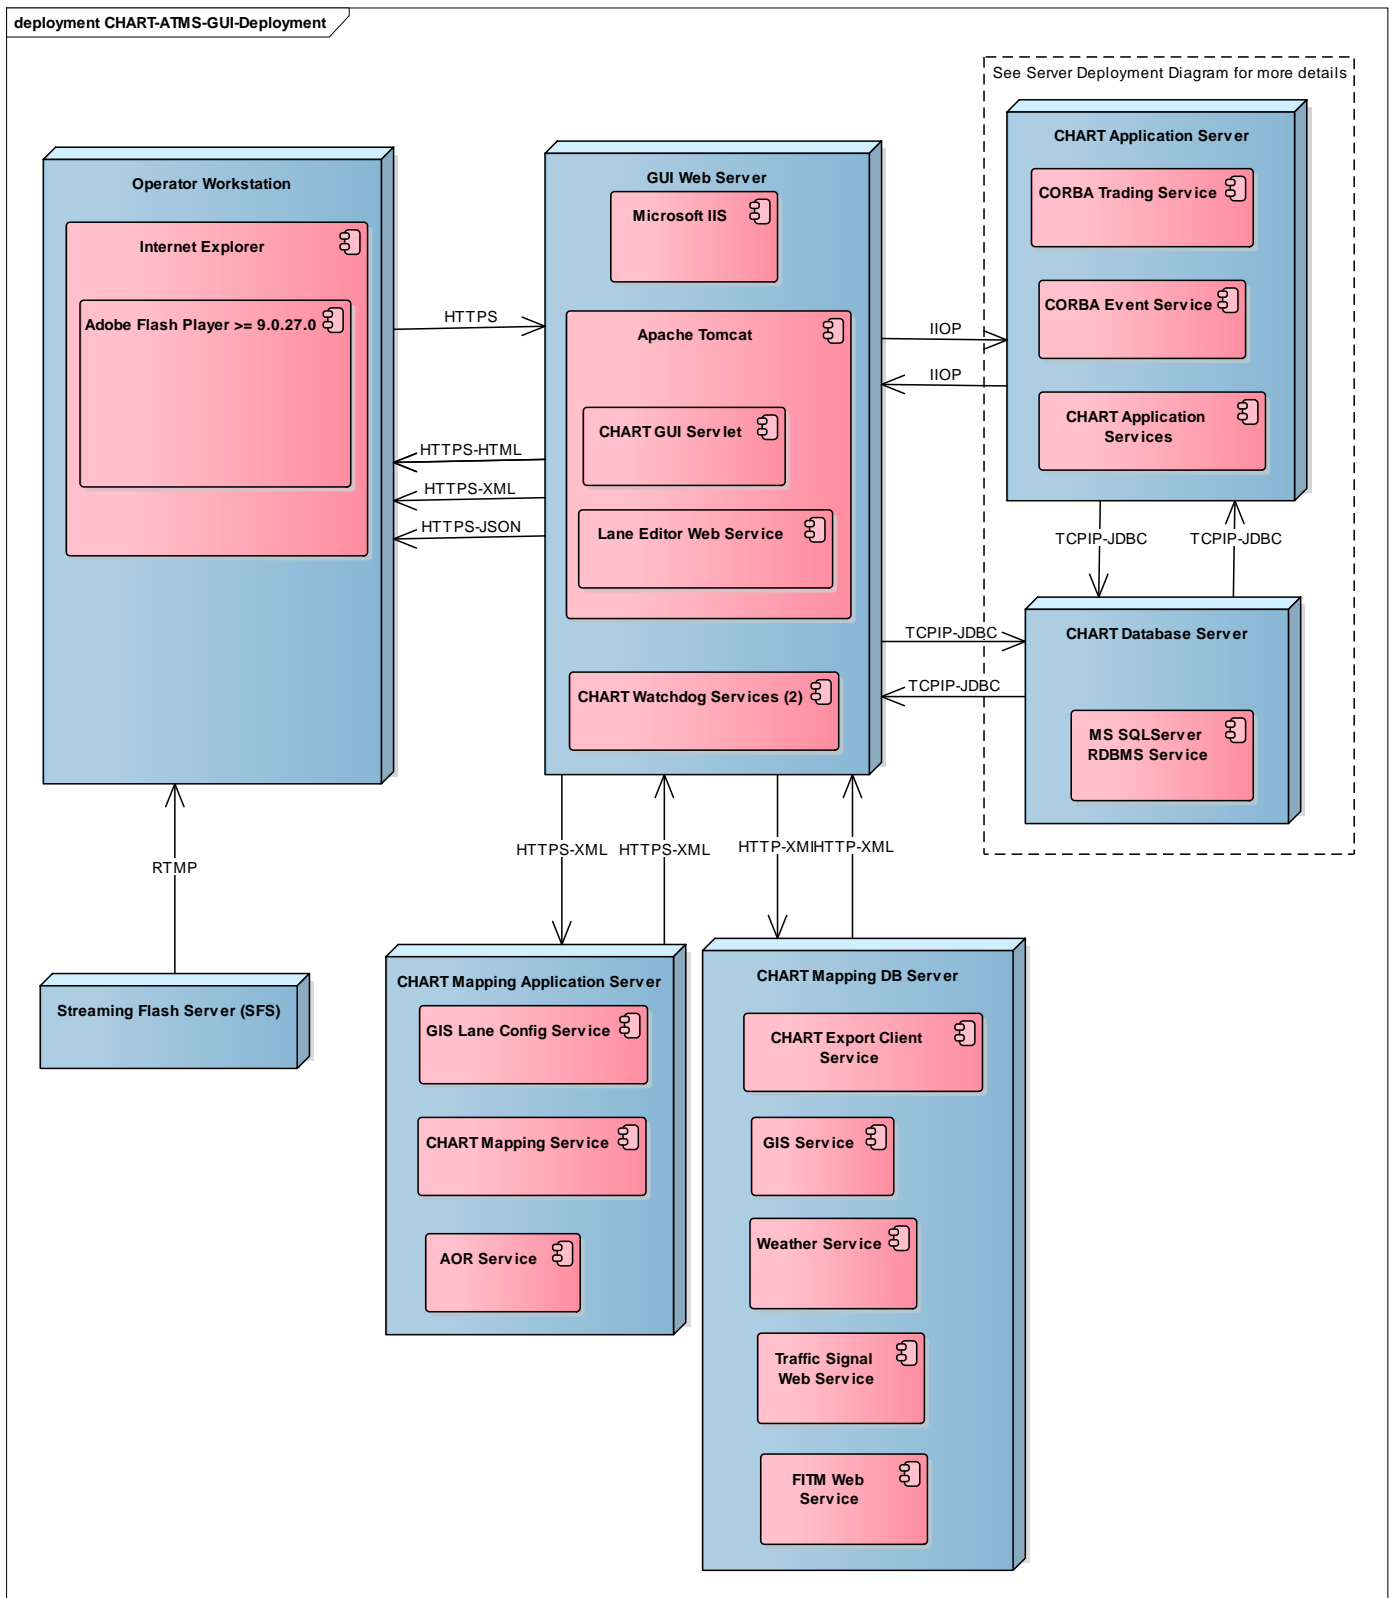 deployment CHART-ATMS-GUI-Deployment
See Server Deployment Diagram for more details
Operator Workstation
Internet Explorer
Adobe Flash Player >= 9.0.27.0
HTTPS
HTTPS-HTML
HTTPS-XML
HTTPS-JSON
GUI Web Server
Microsoft IIS
Apache Tomcat
CHART GUI Servlet
Lane Editor Web Service
CHART Watchdog Services (2)
IIOP
IIOP
CHART Application Server
CORBA Trading Service
CORBA Event Service
CHART Application
Services
TCPIP-JDBC
TCPIP-JDBC
TCPIP-JDBC
TCPIP-JDBC
CHART Database Server
MS SQLServer
RDBMS Service
RTMP
Streaming Flash Server (SFS)
HTTPS-XML
HTTPS-XML
HTTP-XML
HTTP-XML
CHART Mapping Application Server
GIS Lane Config Service
CHART Mapping Service
AOR Service
CHART Mapping DB Server
CHART Export Client
Service
GIS Service
Weather Service
Traffic Signal
Web Service
FITM Web
Service